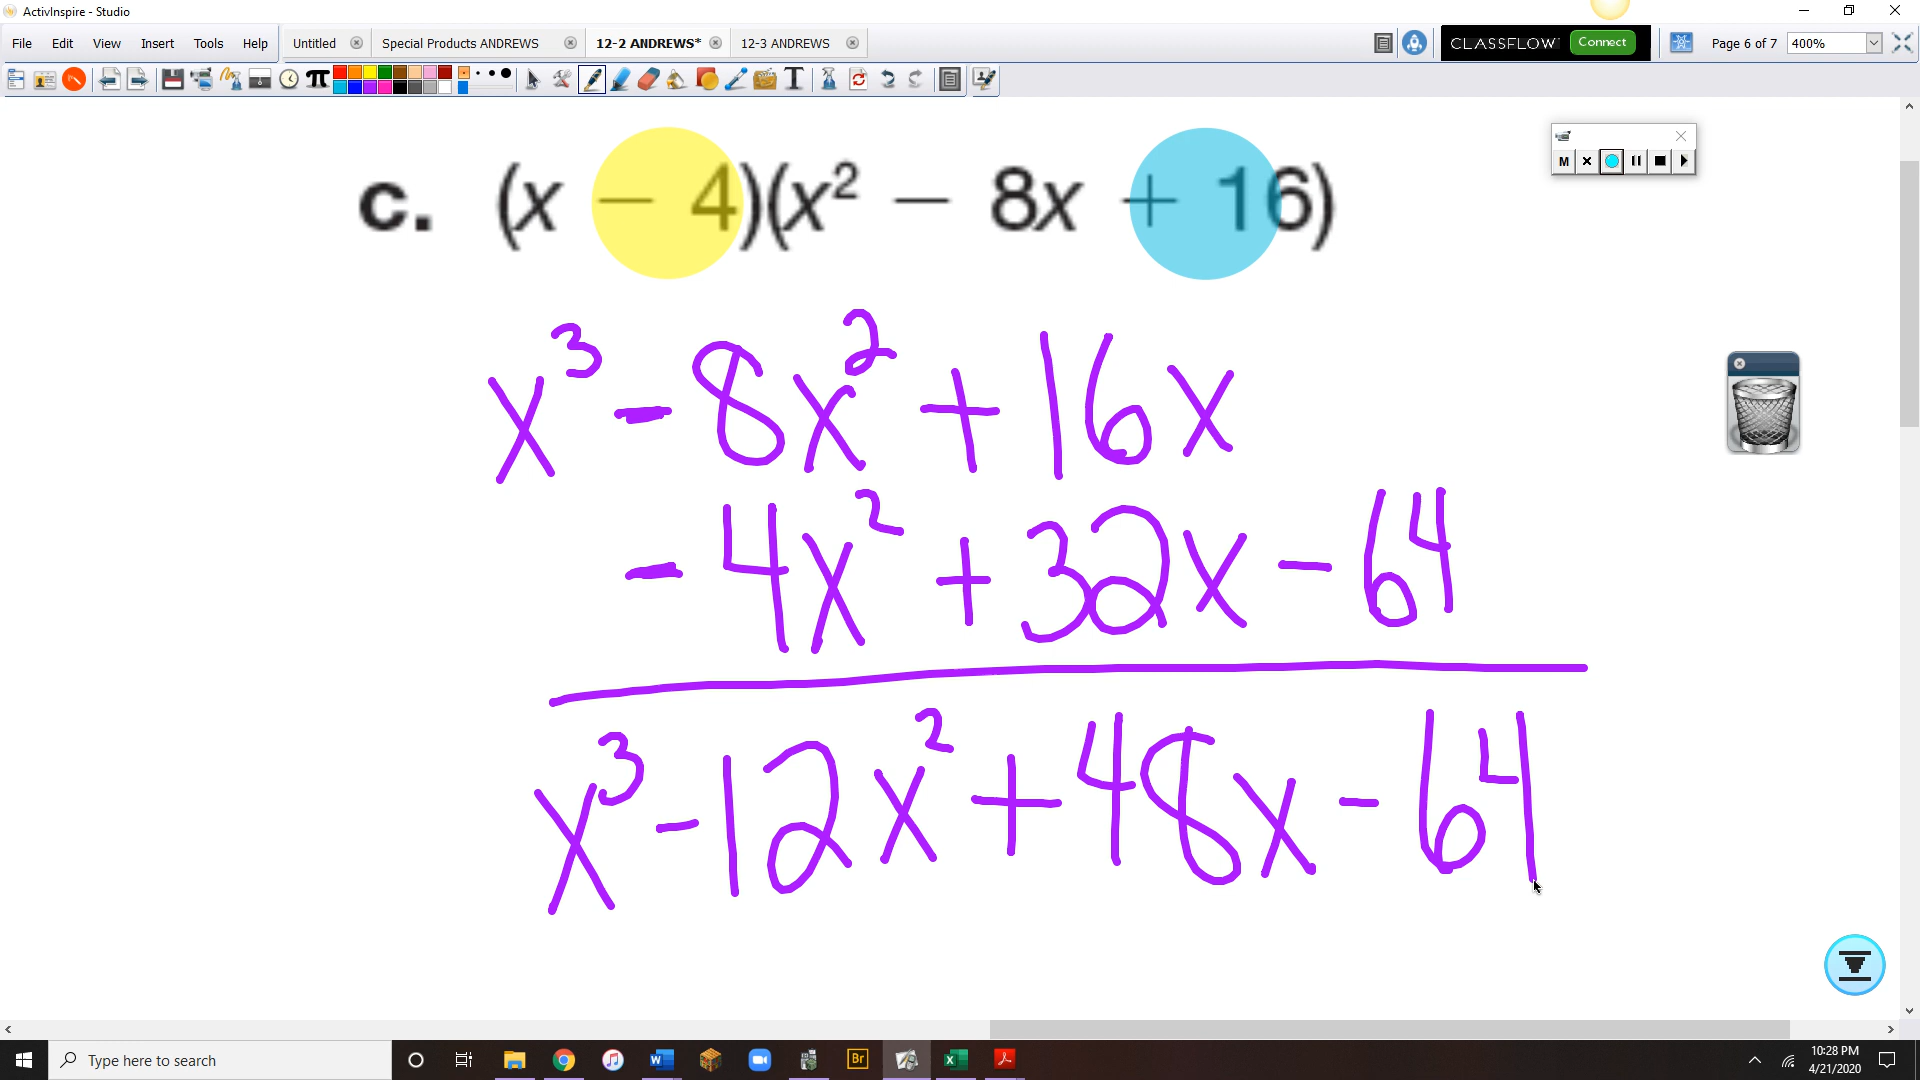 ActivInspire - Studio
File Edit View Insert Tools Help Untitled Special Products ANDREWS 12-2 ANDREWS* 12-3 ANDREWS CLASSFLOW Connect Page 6 of 7 400%
c. (x − 4)(x² − 8x + 16)
M
x³ - 8x² + 16x
- 4x² + 32x - 64
x³ - 12x² + 48x - 64
Type here to search Br 10:28 PM
4/21/2020